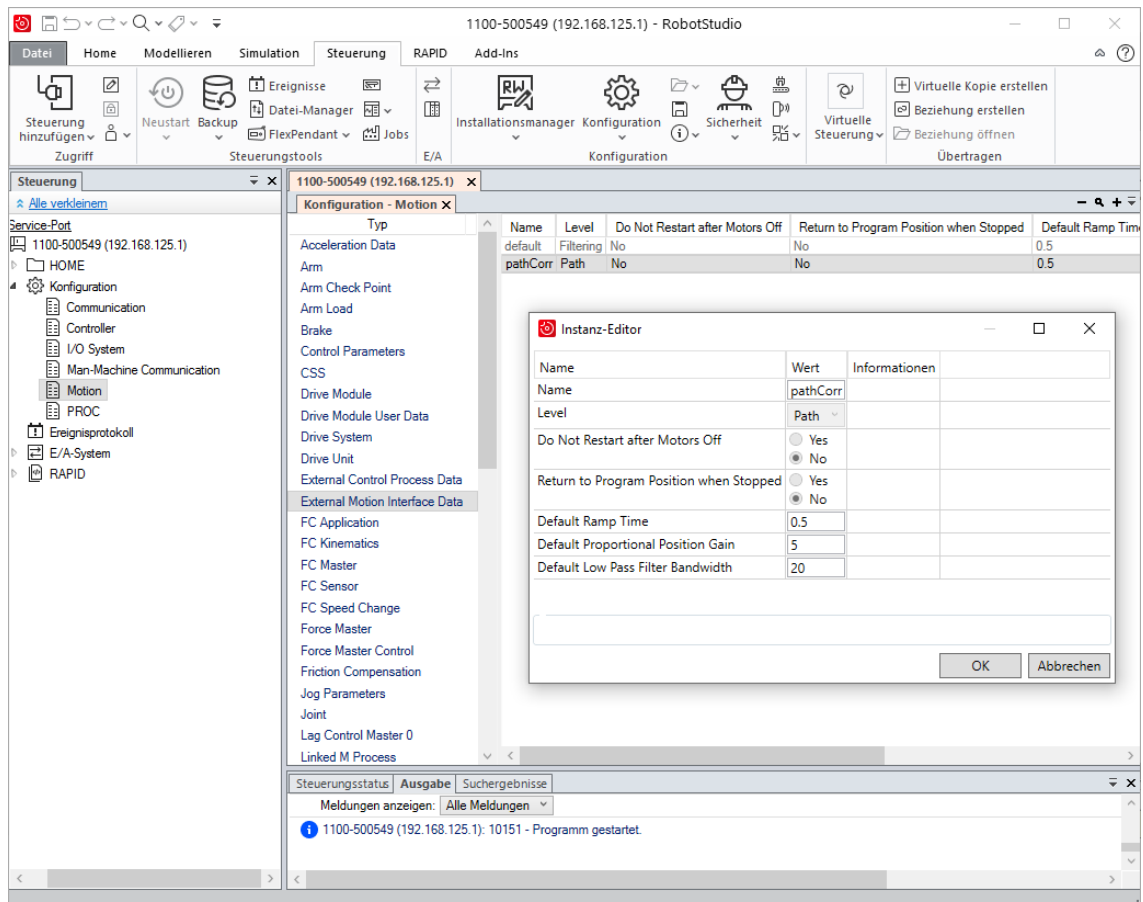 1100-500549 (192.168.125.1) - RobotStudio
Datei Home Modellieren Simulation Steuerung RAPID Add-Ins
Steuerung hinzufügen
Neustart Backup
Ereignisse
Datei-Manager
FlexPendant Jobs
Installationsmanager Konfiguration Sicherheit
Virtuelle Steuerung
Virtuelle Kopie erstellen
Beziehung erstellen
Beziehung öffnen
Zugriff Steuerungstools E/A Konfiguration Übertragen
Steuerung
Alle verkleinern
Service-Port
1100-500549 (192.168.125.1)
HOME
Konfiguration
Communication
Controller
I/O System
Man-Machine Communication
Motion
PROC
Ereignisprotokoll
E/A-System
RAPID
1100-500549 (192.168.125.1)
Konfiguration - Motion
Typ
Acceleration Data
Arm
Arm Check Point
Arm Load
Brake
Control Parameters
CSS
Drive Module
Drive Module User Data
Drive System
Drive Unit
External Control Process Data
External Motion Interface Data
FC Application
FC Kinematics
FC Master
FC Sensor
FC Speed Change
Force Master
Force Master Control
Friction Compensation
Jog Parameters
Joint
Lag Control Master 0
Linked M Process
Name Level Do Not Restart after Motors Off Return to Program Position when Stopped Default Ramp Time
default Filtering No No 0.5
pathCorr Path No No 0.5
Instanz-Editor
Name Wert Informationen
Name pathCorr
Level Path
Do Not Restart after Motors Off Yes
No
Return to Program Position when Stopped Yes
No
Default Ramp Time 0.5
Default Proportional Position Gain 5
Default Low Pass Filter Bandwidth 20
OK Abbrechen
Steuerungsstatus Ausgabe Suchergebnisse
Meldungen anzeigen: Alle Meldungen
1100-500549 (192.168.125.1): 10151 - Programm gestartet.